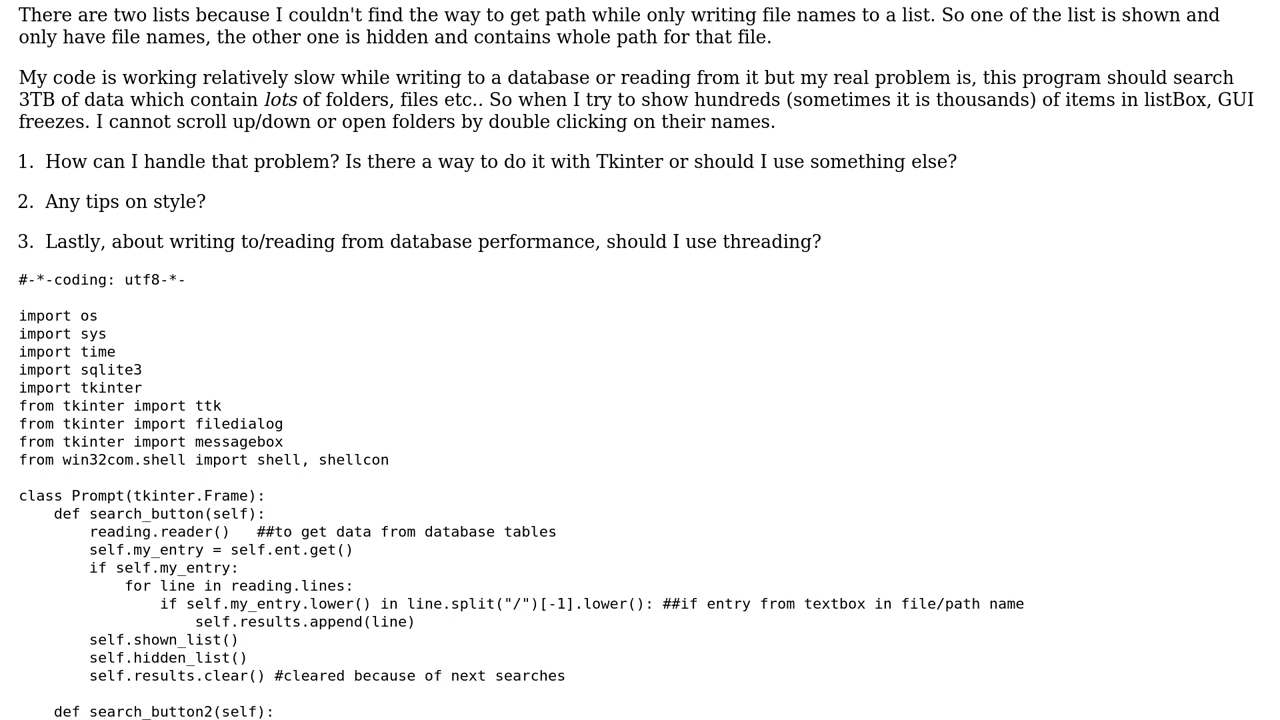 There are two lists because I couldn't find the way to get path while only writing file names to a list. So one of the list is shown and
only have file names, the other one is hidden and contains whole path for that file.
My code is working relatively slow while writing to a database or reading from it but my real problem is, this program should search
3TB of data which contain lots of folders, files etc.. So when I try to show hundreds (sometimes it is thousands) of items in listBox, GUI
freezes. I cannot scroll up/down or open folders by double clicking on their names.
1. How can I handle that problem? Is there a way to do it with Tkinter or should I use something else?
2. Any tips on style?
3. Lastly, about writing to/reading from database performance, should I use threading?
#-*-coding: utf8-*-
import os
import sys
import time
import sqlite3
import tkinter
from tkinter import ttk
from tkinter import filedialog
from tkinter import messagebox
from win32com.shell import shell, shellcon
class Prompt(tkinter.Frame):
    def search_button(self):
        reading.reader()   ##to get data from database tables
        self.my_entry = self.ent.get()
        if self.my_entry:
            for line in reading.lines:
                if self.my_entry.lower() in line.split("/")[-1].lower(): ##if entry from textbox in file/path name
                    self.results.append(line)
        self.shown_list()
        self.hidden_list()
        self.results.clear() #cleared because of next searches
    def search_button2(self):